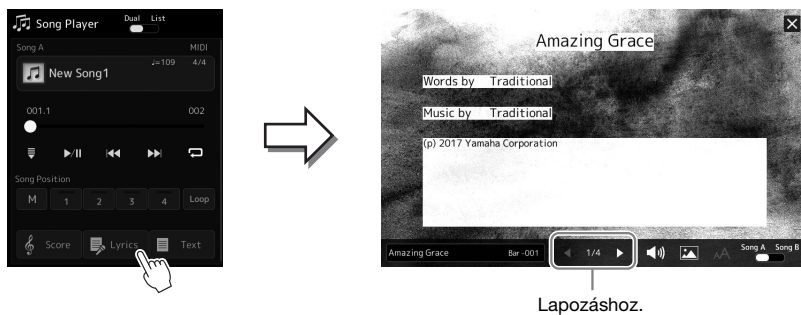 Song Player
Dual List
Song A MIDI
New Song1
♩=109 4/4
001.1 002
Song Position
M 1 2 3 4 Loop
Score Lyrics Text
Amazing Grace
Words by Traditional
Music by Traditional
(p) 2017 Yamaha Corporation
Amazing Grace Bar -001 1/4 AA Song A Song B
Lapozáshoz.